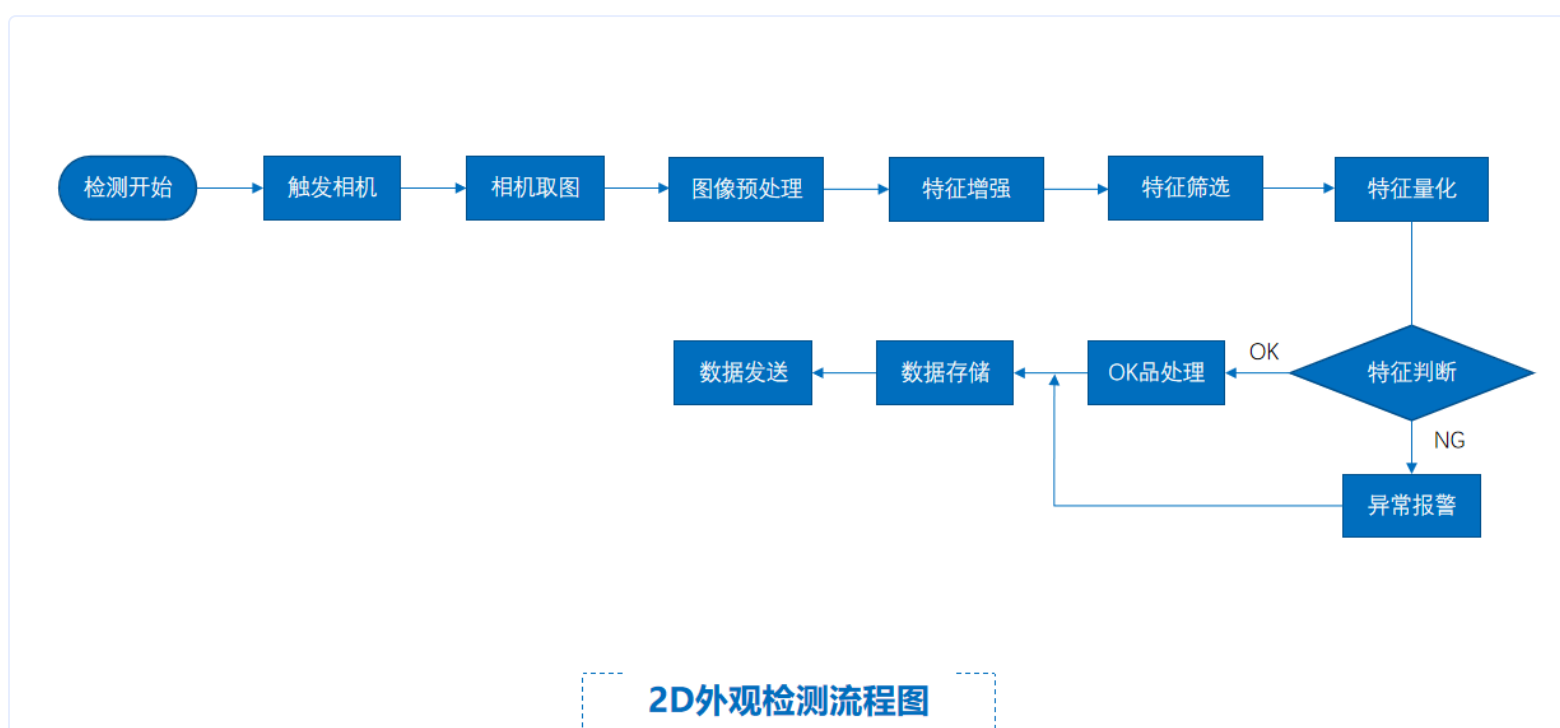 检测开始
触发相机
相机取图
图像预处理
特征增强
特征筛选
特征量化
特征判断
OK
OK品处理
数据存储
数据发送
NG
异常报警
2D外观检测流程图